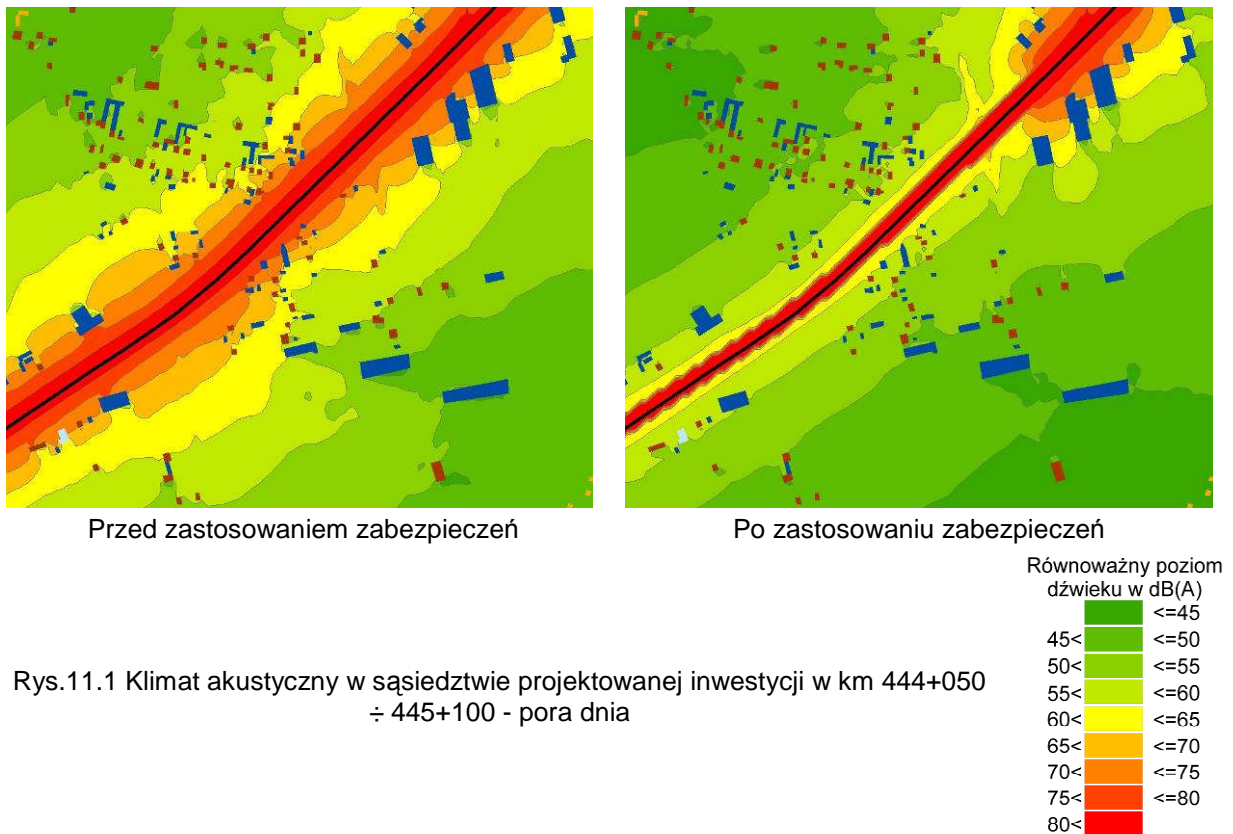 Przed zastosowaniem zabezpieczeń
Po zastosowaniu zabezpieczeń
Równoważny poziom
dźwieku w dB(A)
<=45
45< <=50
50< <=55
55< <=60
60< <=65
65< <=70
70< <=75
75< <=80
80<
Rys.11.1 Klimat akustyczny w sąsiedztwie projektowanej inwestycji w km 444+050
÷ 445+100 - pora dnia